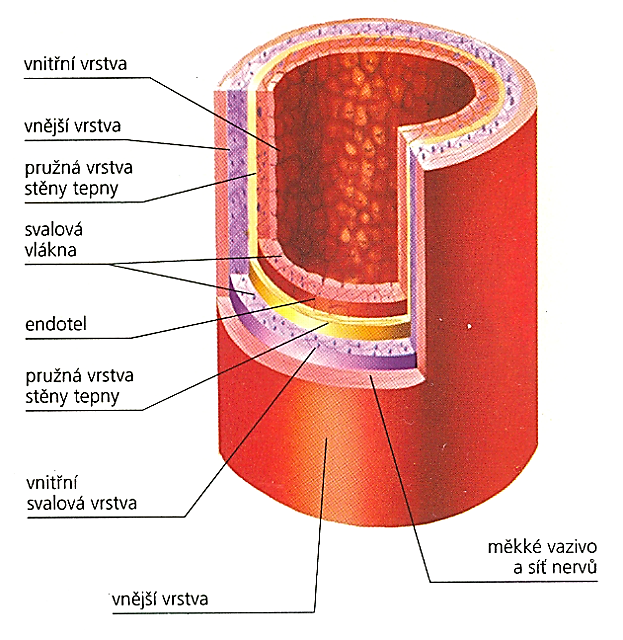 vnitřní vrstva
vnější vrstva
pružná vrstva
stěny tepny
svalová
vlákna
endotel
pružná vrstva
stěny tepny
vnitřní
svalová vrstva
měkké vazivo
a síť nervů
vnější vrstva